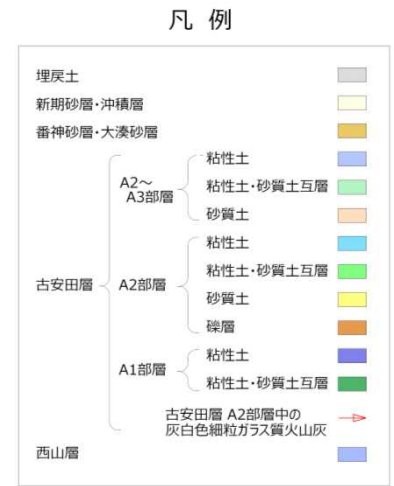 凡 例
埋戻土
新期砂層・沖積層
番神砂層・大湊砂層
古安田層
A2～
A3部層
粘性土
粘性土・砂質土互層
砂質土
A2部層
粘性土
粘性土・砂質土互層
砂質土
礫層
A1部層
粘性土
粘性土・砂質土互層
古安田層 A2部層中の
灰白色細粒ガラス質火山灰
西山層